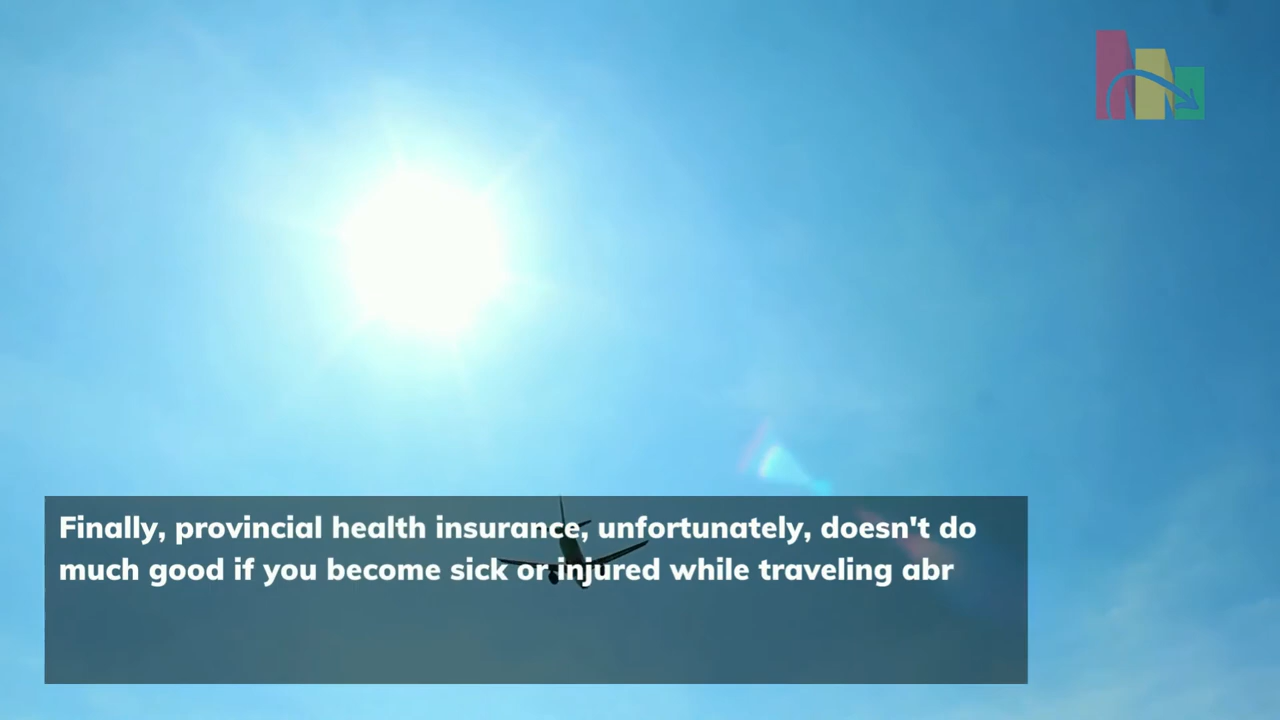 Finally, provincial health insurance, unfortunately, doesn't do
much good if you become sick or injured while traveling abr